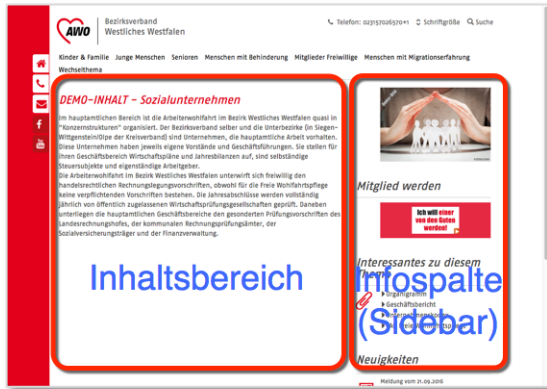 AWO
Bezirksverband
Westliches Westfalen
Telefon: 023157026970+1 Schriftgröße Suche
Kinder & Familie Junge Menschen Senioren Menschen mit Behinderung Mitglieder Freiwillige Menschen mit Migrationserfahrung
Wechselthema
DEMO-INHALT - Sozialunternehmen
Im hauptamtlichen Bereich ist die Arbeiterwohlfahrt im Bezirk Westliches Westfalen quasi in
"Konzernstrukturen" organisiert. Der Bezirksverband selber und die Unterbezirke (in Siegen-
Wittgenstein/Olpe der Kreisverband) sind Unternehmen, die hauptamtliche Arbeit vorhalten.
Diese Unternehmen haben jeweils eigene Vorstände und Geschäftsführungen. Sie stellen für
ihren Geschäftsbereich Wirtschaftspläne und Jahresbilanzen auf, sind selbständige
Steuersubjekte und eigenständige Arbeitgeber.
Die Arbeiterwohlfahrt im Bezirk Westliches Westfalen unterwirft sich freiwillig den
handelsrechtlichen Rechnungslegungsvorschriften, obwohl für die Freie Wohlfahrtspflege
keine verpflichtenden Vorschriften bestehen. Die Jahresabschlüsse werden vollständig
jährlich von öffentlich zugelassenen Wirtschaftsprüfungsgesellschaften geprüft. Daneben
unterliegen die hauptamtlichen Geschäftsbereiche den gesonderten Prüfungsvorschriften des
Landesrechnungshofes, der kommunalen Rechnungsprüfungsämter, der
Sozialversicherungsträger und der Finanzverwaltung.
Inhaltsbereich
Mitglied werden
Ich will einer
von den Guten
werden!
Interessantes zu diesem
Thema
Organigramm
Geschäftsbericht
Infospalte
(Sidebar)
Neuigkeiten
Meldung vom 21.09.2016